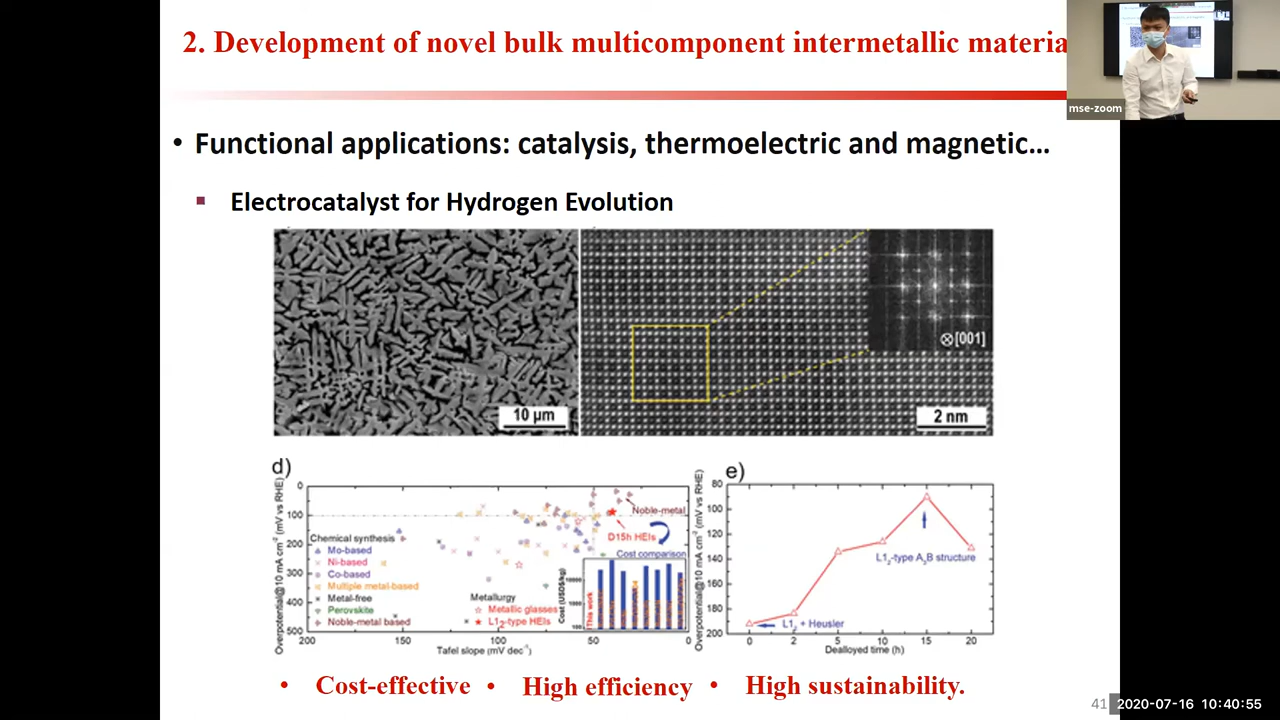 2. Development of novel bulk multicomponent intermetallic materia
mse-zoom
• Functional applications: catalysis, thermoelectric and magnetic…
▪ Electrocatalyst for Hydrogen Evolution
10 µm
⊗[001]
2 nm
d)
Overpotential@10 mA cm⁻² (mV vs RHE)
0
100
200
300
400
500
200
150
100
50
0
Tafel slope (mV dec⁻¹)
Chemical synthesis
Mo-based
Ni-based
Co-based
Multiple metal-based
Metal-free
Perovskite
Noble-metal based
Metallurgy
Metallic glasses
L1₂-type HEIs
Noble-metal
D15h HEIs
Cost comparison
Cost (USD$/kg)
This work
e)
Overpotential@10 mA cm⁻² (mV vs RHE)
80
100
120
140
160
180
200
0
2
5
10
15
20
Dealloyed time (h)
L1₂-type A₃B structure
L1₂ + Heusler
• Cost-effective • High efficiency • High sustainability.
41
2020-07-16 10:40:55